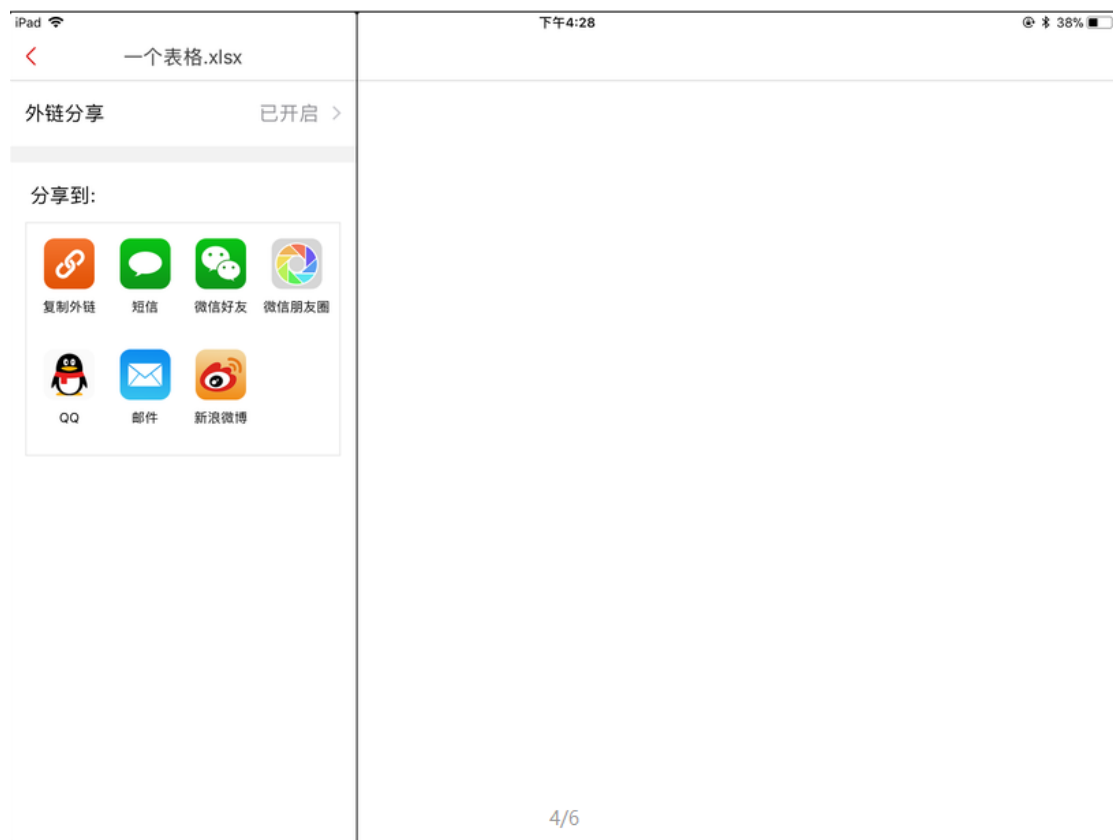 iPad 下午4:28 38%
一个表格.xlsx
外链分享 已开启
分享到:
复制外链 短信 微信好友 微信朋友圈
QQ 邮件 新浪微博
4/6